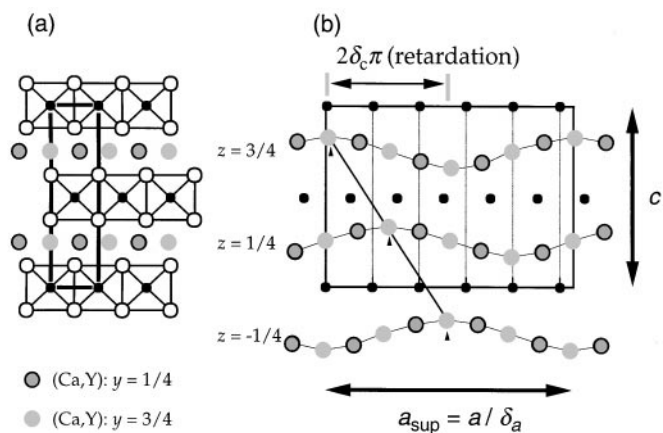 (a)
(b)
2δcπ (retardation)
z = 3/4
z = 1/4
z = -1/4
c
(Ca,Y): y = 1/4
(Ca,Y): y = 3/4
asup = a / δa